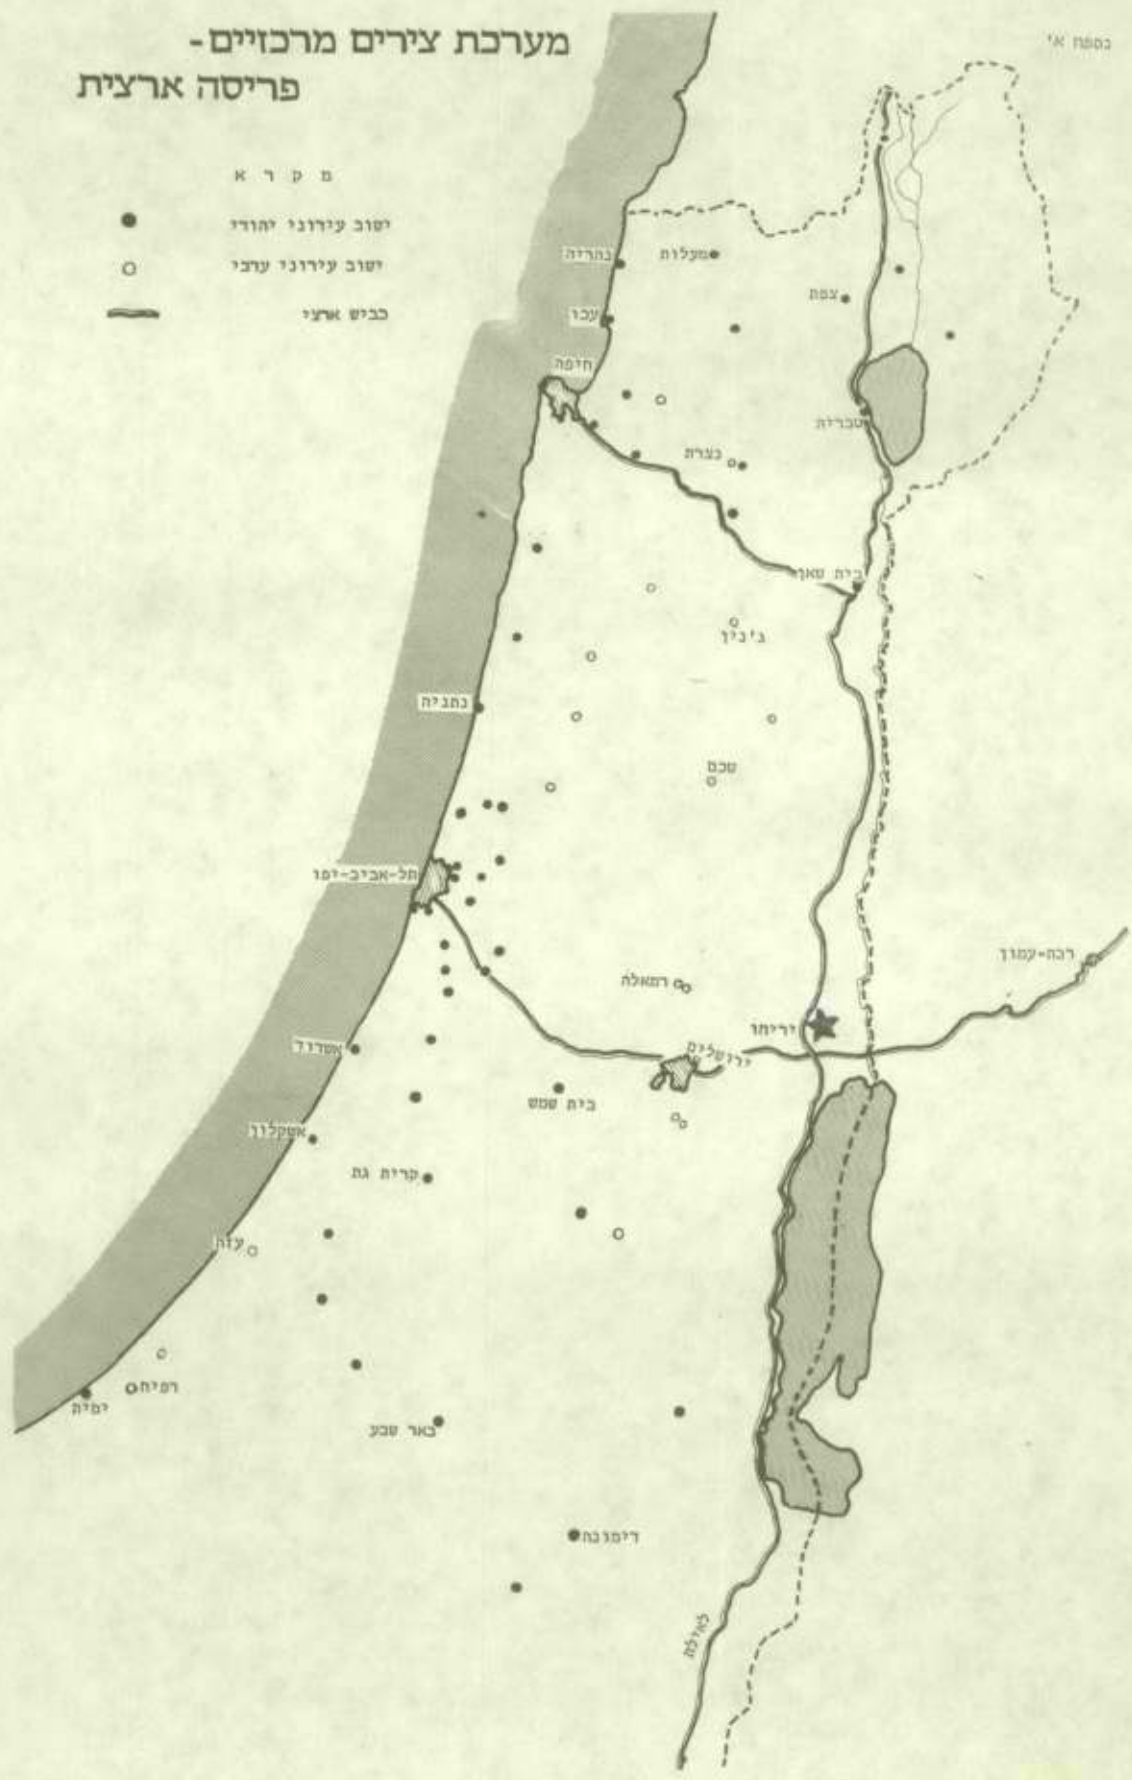 נספח א'
מערכת צירים מרכזיים-
פריסה ארצית
מ ק ר א
ישוב עירוני יהודי
ישוב עירוני ערבי
כביש ארצי
נהריה
מעלות
צפת
עכו
חיפה
טבריה
נצרת
בית שאן
ג'נין
נתניה
שכם
תל-אביב-יפו
רבת-עמון
רמאלה
יריחו
ירושלים
אשדוד
בית שמש
אשקלון
קרית גת
עזה
רפיח
ימית
באר שבע
דימונה
לאילת